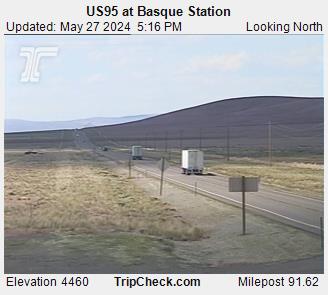 US95 at Basque Station
Updated: May 27 2024 5:16 PM Looking North
Elevation 4460 TripCheck.com Milepost 91.62